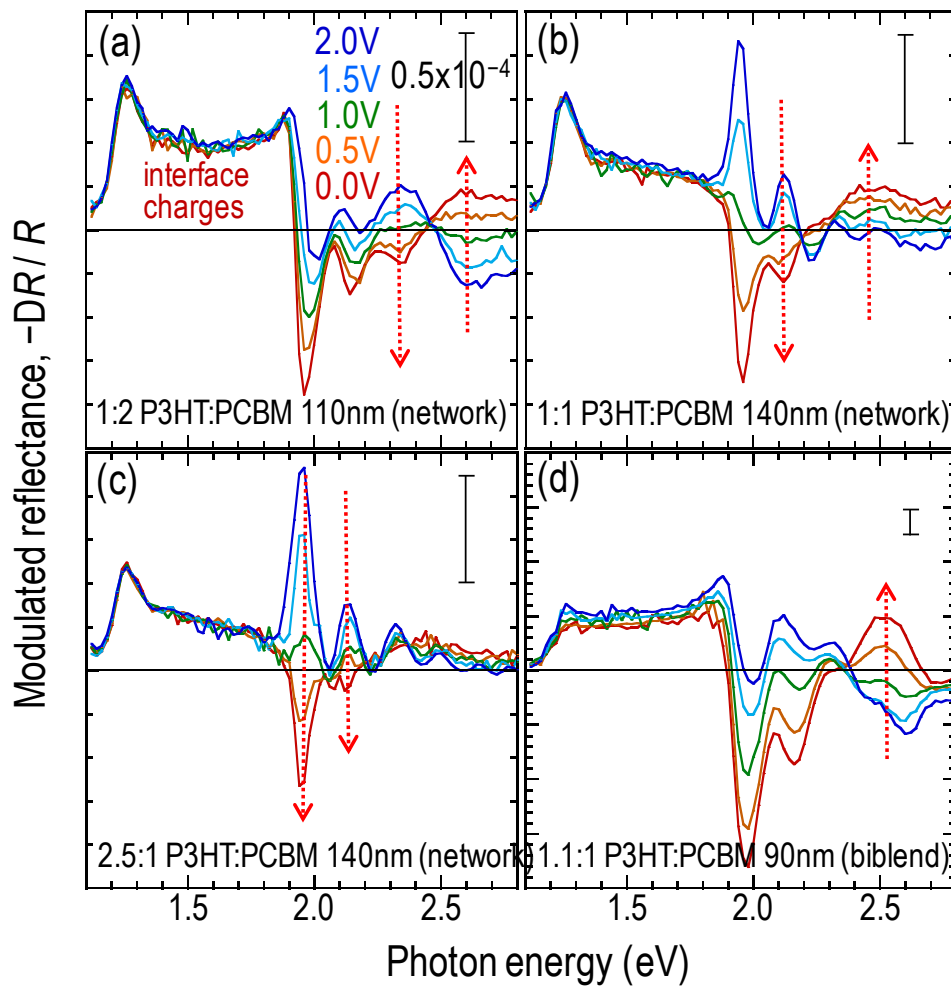 (a)
2.0V
1.5V
1.0V
0.5V
0.0V
0.5x10⁻⁴
interface
charges
1:2 P3HT:PCBM 110nm (network)
(b)
1:1 P3HT:PCBM 140nm (network)
(c)
2.5:1 P3HT:PCBM 140nm (network)
(d)
1.1:1 P3HT:PCBM 90nm (biblend)
Modulated reflectance, −DR / R
1.5 2.0 2.5 1.5 2.0 2.5
Photon energy (eV)